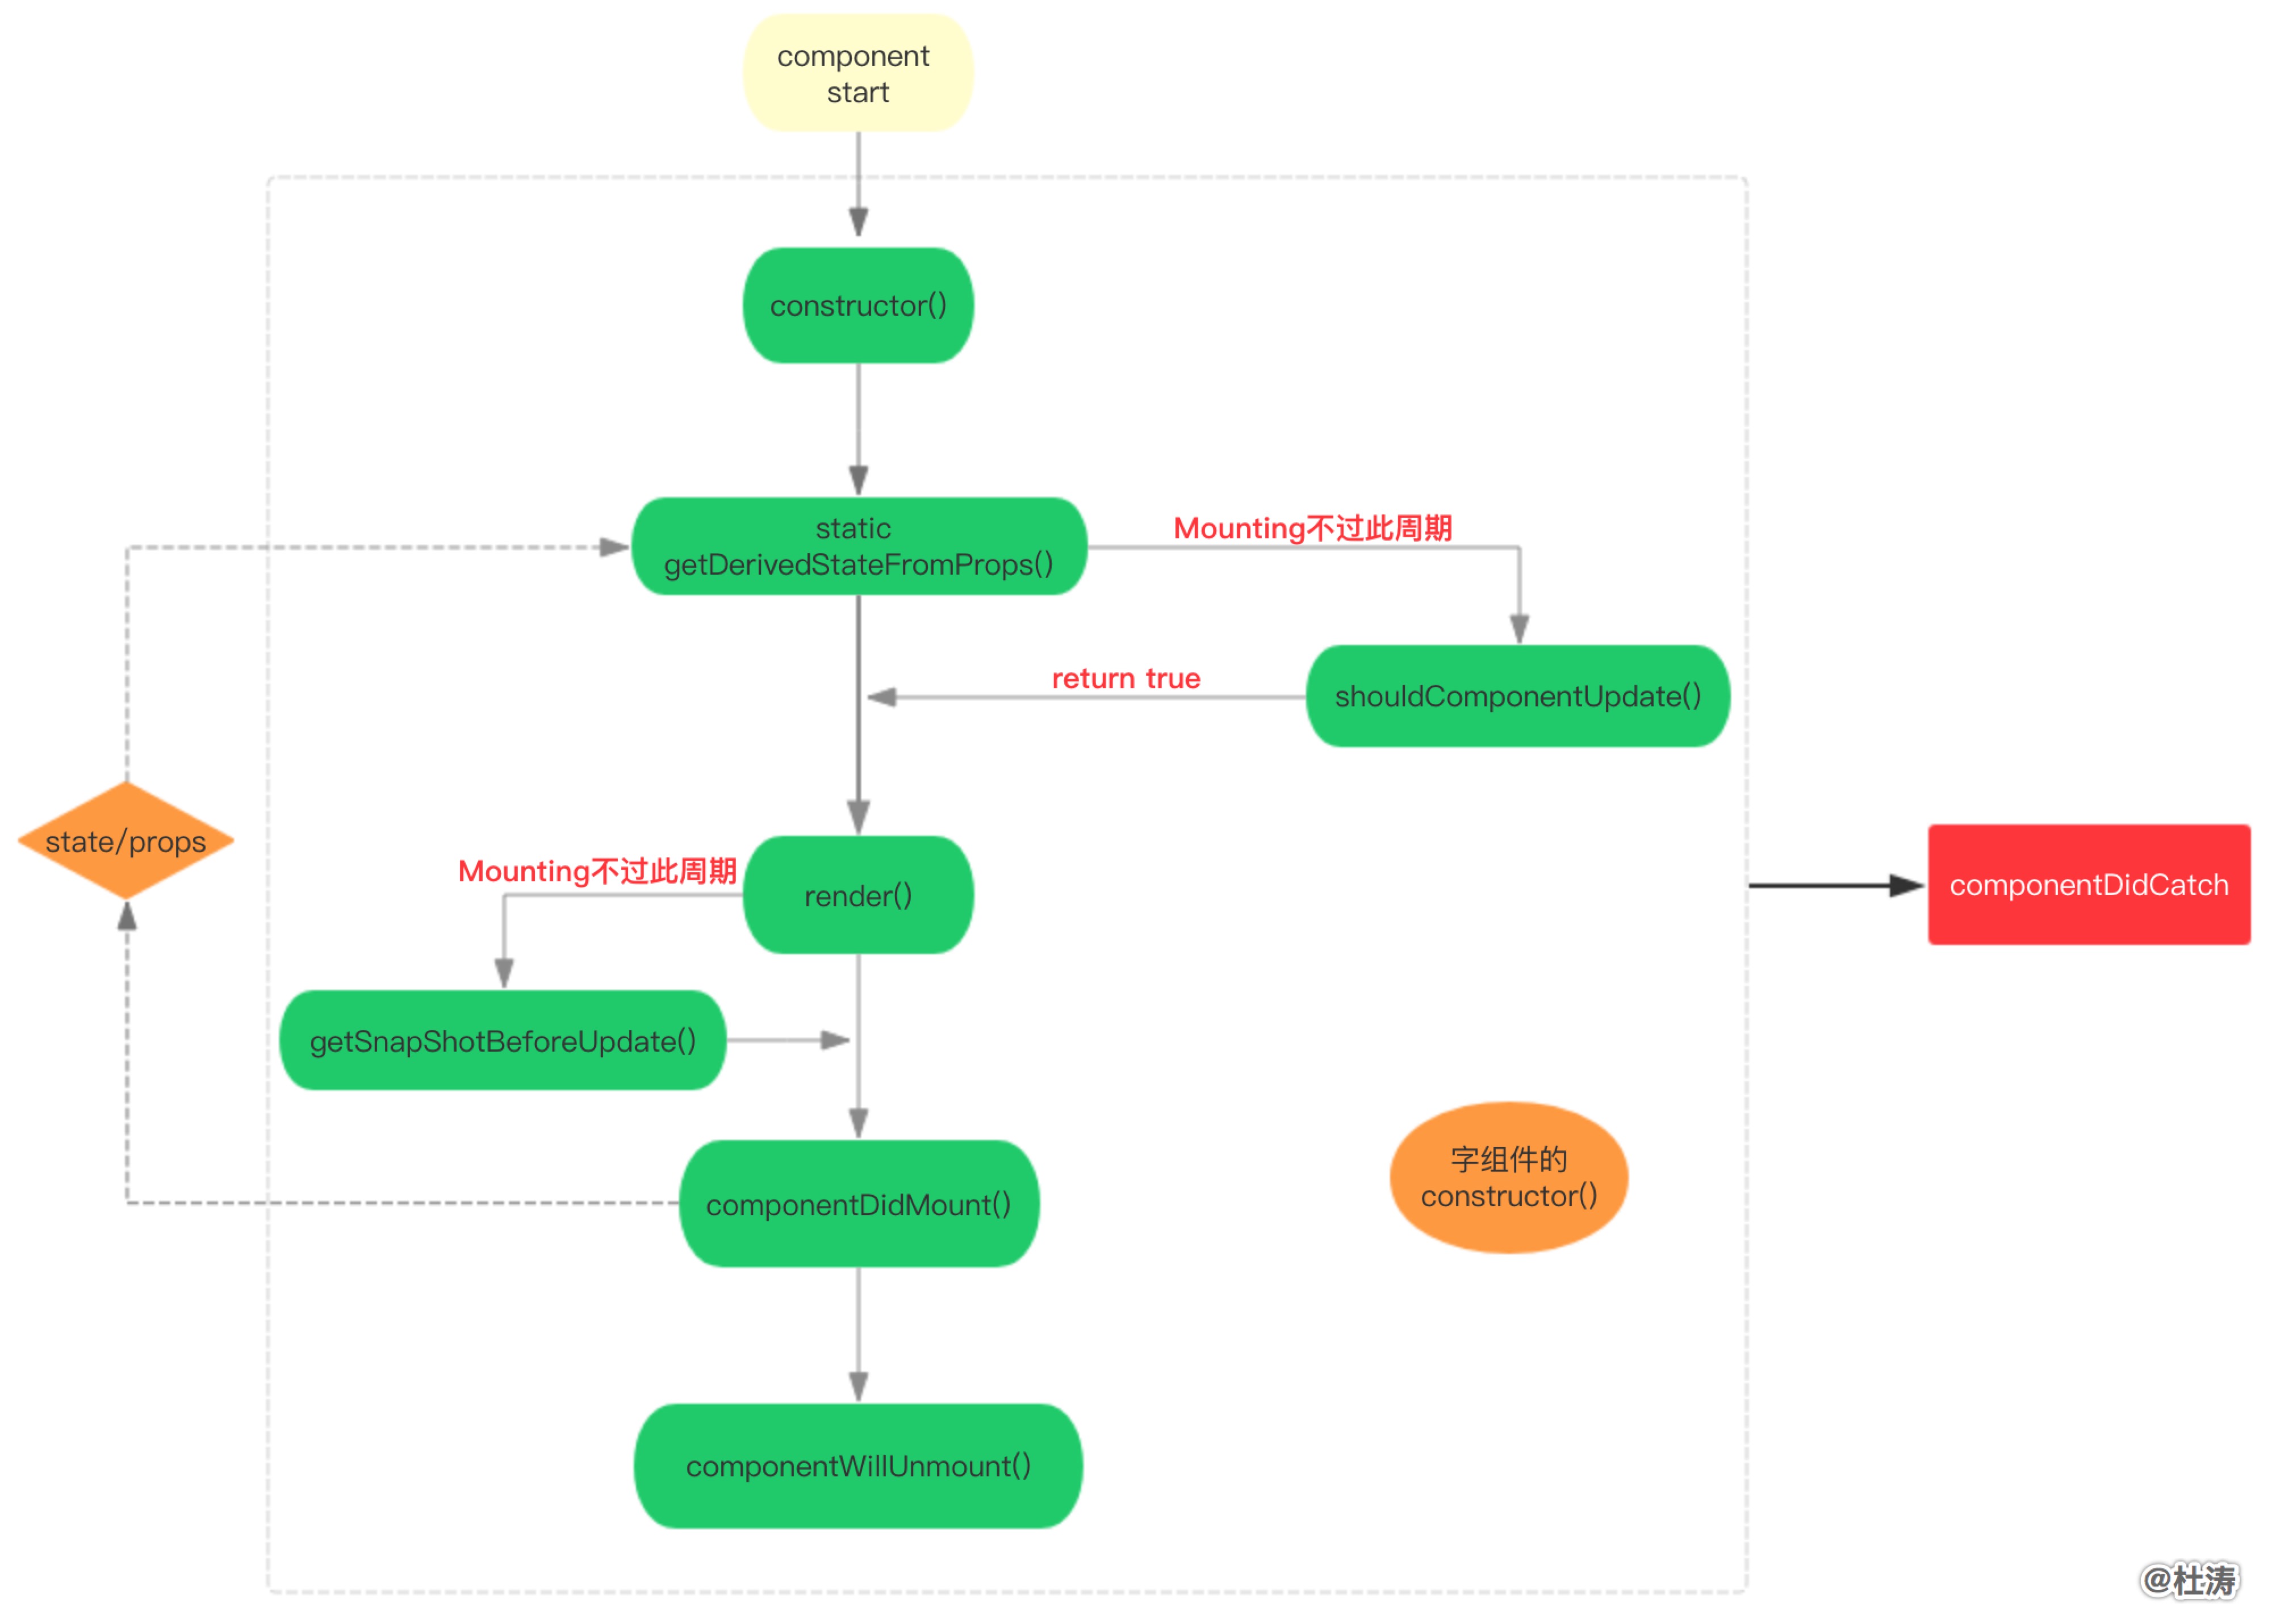 component
start
constructor()
static
getDerivedStateFromProps()
Mounting不过此周期
return true
shouldComponentUpdate()
state/props
Mounting不过此周期
render()
componentDidCatch
getSnapShotBeforeUpdate()
字组件的
constructor()
componentDidMount()
componentWillUnmount()
@杜涛